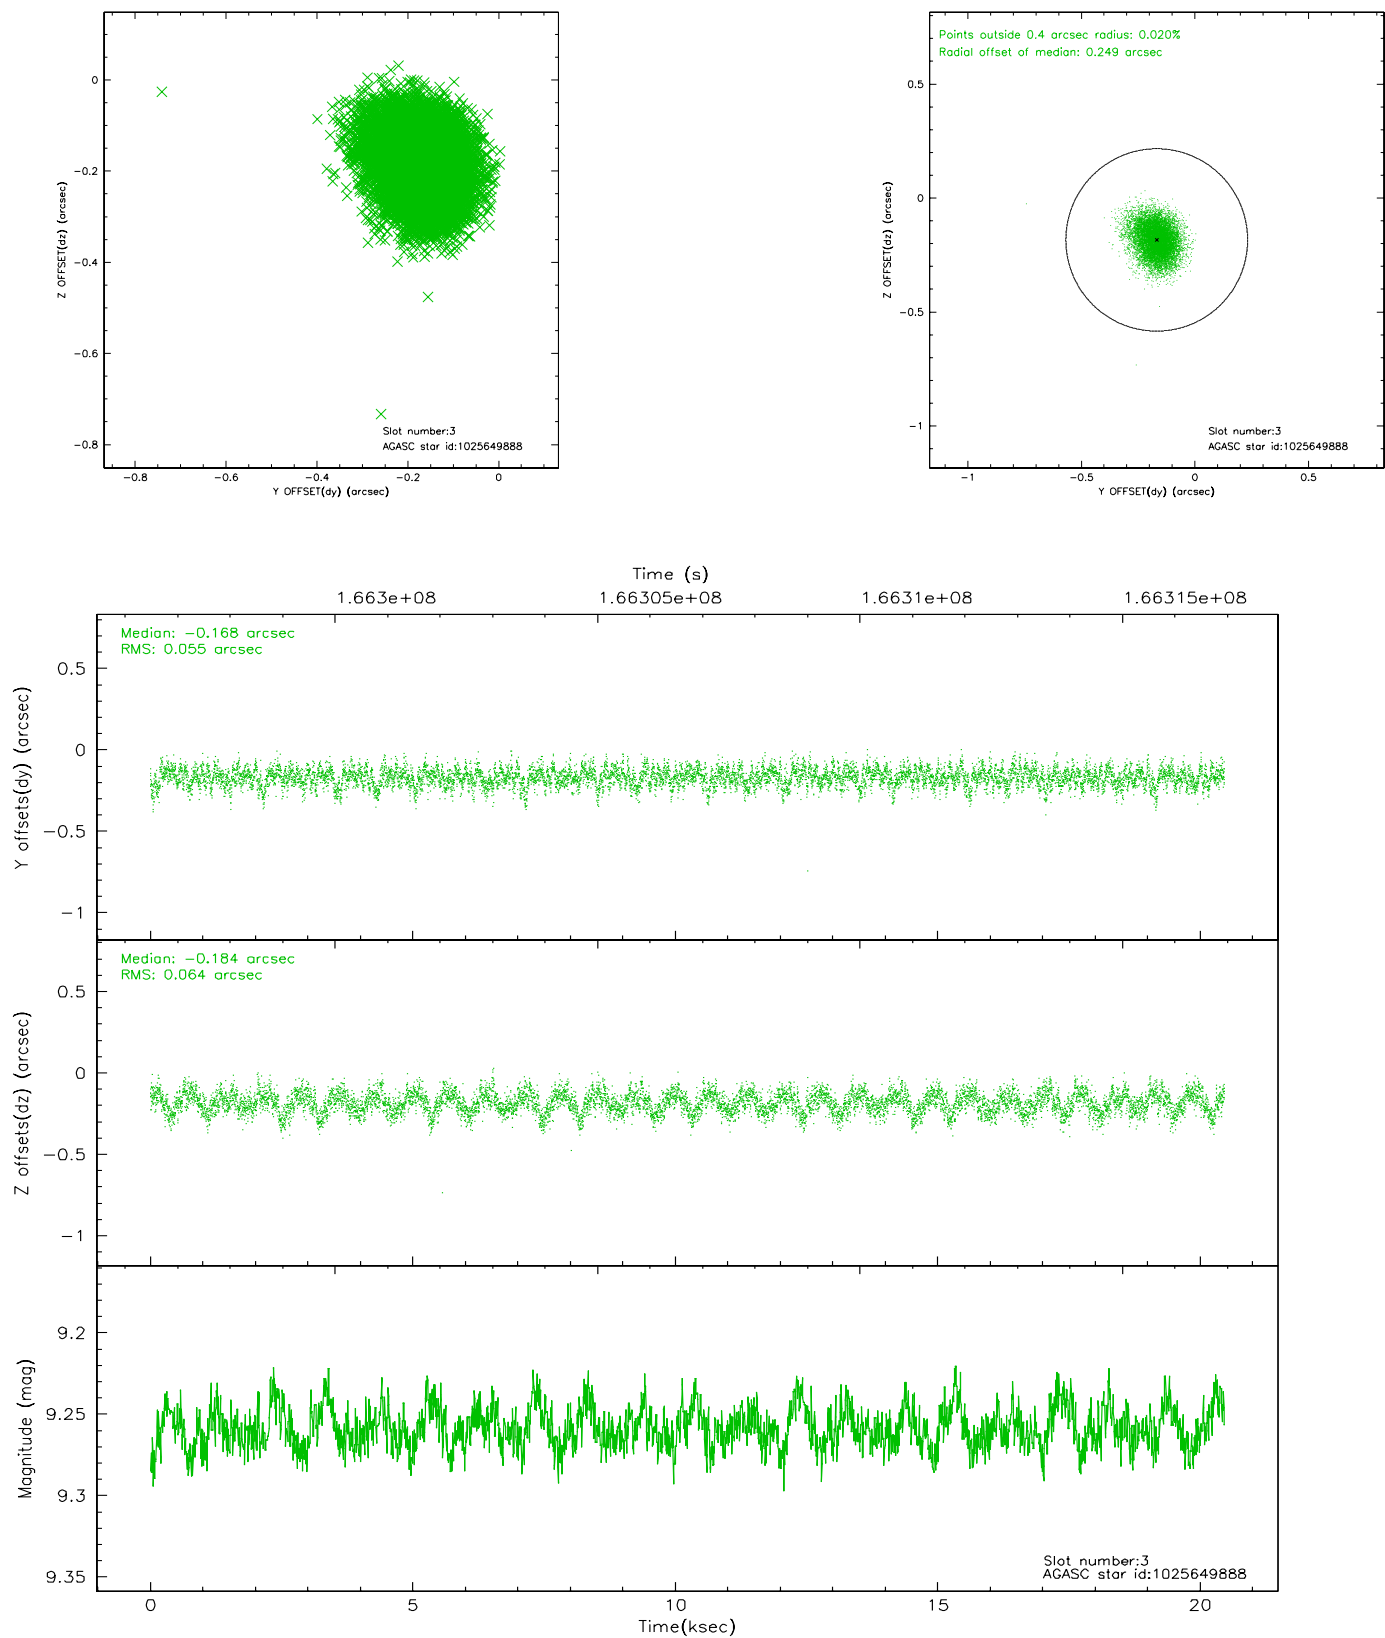 0
−0.2
−0.4
−0.6
−0.8
Z OFFSET(dz) (arcsec)
Slot number:3
AGASC star id:1025649888
−0.8 −0.6 −0.4 −0.2 0
Y OFFSET(dy) (arcsec)
Points outside 0.4 arcsec radius: 0.020%
Radial offset of median: 0.249 arcsec
0.5
0
−0.5
−1
Z OFFSET(dz) (arcsec)
Slot number:3
AGASC star id:1025649888
−1 −0.5 0 0.5
Y OFFSET(dy) (arcsec)
Time (s)
1.663e+08 1.66305e+08 1.6631e+08 1.66315e+08
Median: −0.168 arcsec
RMS: 0.055 arcsec
0.5
0
−0.5
−1
Y offsets(dy) (arcsec)
Median: −0.184 arcsec
RMS: 0.064 arcsec
0.5
0
−0.5
−1
Z offsets(dz) (arcsec)
9.2
9.25
9.3
9.35
Magnitude (mag)
Slot number:3
AGASC star id:1025649888
0 5 10 15 20
Time(ksec)